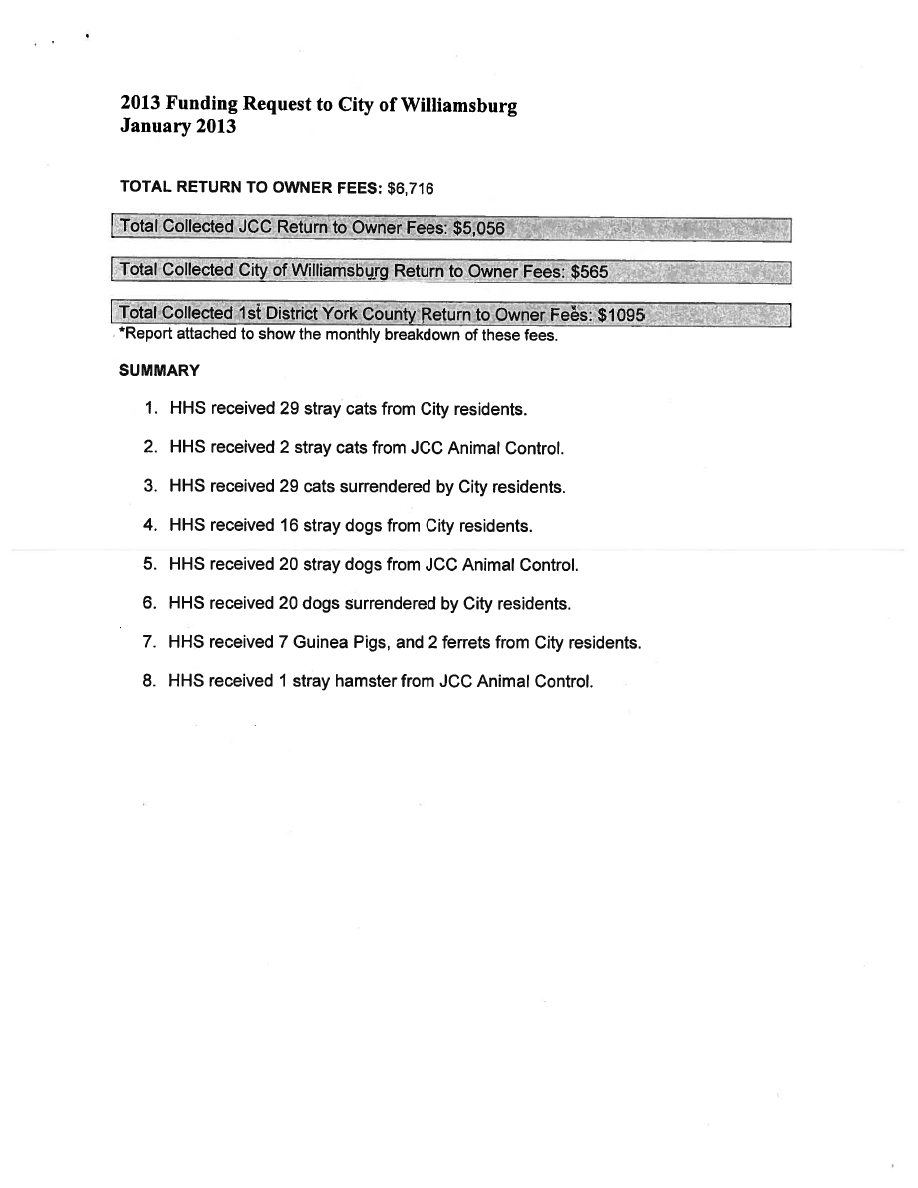 2013 Funding Request to City of Williamsburg
January 2013
TOTAL RETURN TO OWNER FEES: $6,716
Total Collected JCC Return to Owner Fees: $5,056
Total Collected City of Williamsburg Return to Owner Fees: $565
Total Collected 1st District York County Return to Owner Fees: $1095
*Report attached to show the monthly breakdown of these fees.
SUMMARY
1. HHS received 29 stray cats from City residents.
2. HHS received 2 stray cats from JCC Animal Control.
3. HHS received 29 cats surrendered by City residents.
4. HHS received 16 stray dogs from City residents.
5. HHS received 20 stray dogs from JCC Animal Control.
6. HHS received 20 dogs surrendered by City residents.
7. HHS received 7 Guinea Pigs, and 2 ferrets from City residents.
8. HHS received 1 stray hamster from JCC Animal Control.